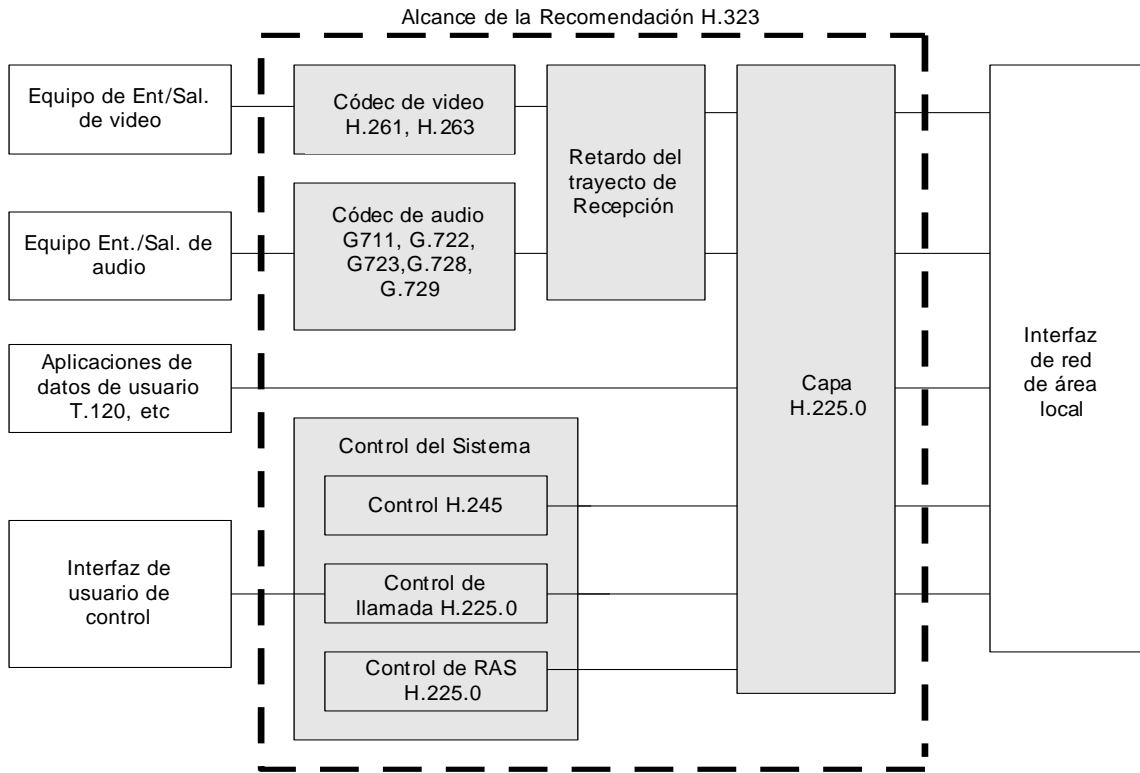 Alcance de la Recomendación H.323
Equipo de Ent/Sal.
de video
Códec de video
H.261, H.263
Retardo del
trayecto de
Recepción
Equipo Ent./Sal. de
audio
Códec de audio
G711, G.722,
G723,G.728,
G.729
Aplicaciones de
datos de usuario
T.120, etc
Capa
H.225.0
Interfaz
de red
de área
local
Control del Sistema
Control H.245
Interfaz de
usuario de
control
Control de
llamada H.225.0
Control de RAS
H.225.0